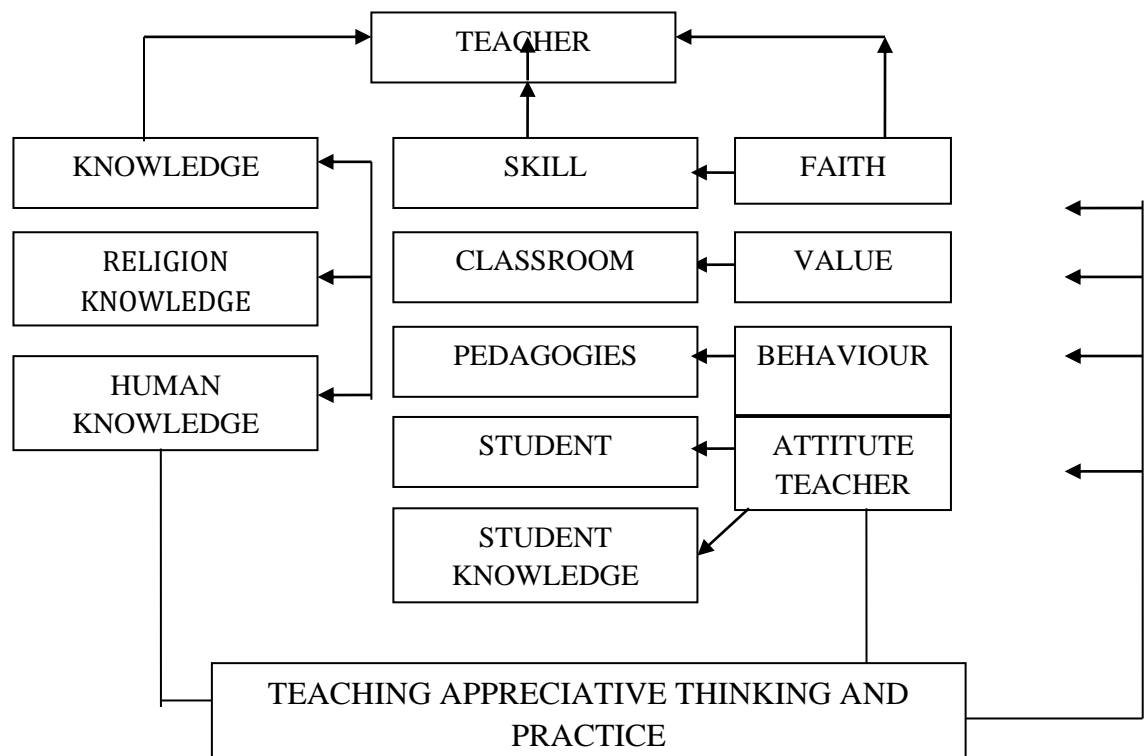 TEACHER
KNOWLEDGE
SKILL
FAITH
RELIGION
KNOWLEDGE
CLASSROOM
VALUE
PEDAGOGIES
BEHAVIOUR
HUMAN
KNOWLEDGE
STUDENT
ATTITUTE
TEACHER
STUDENT
KNOWLEDGE
TEACHING APPRECIATIVE THINKING AND
PRACTICE